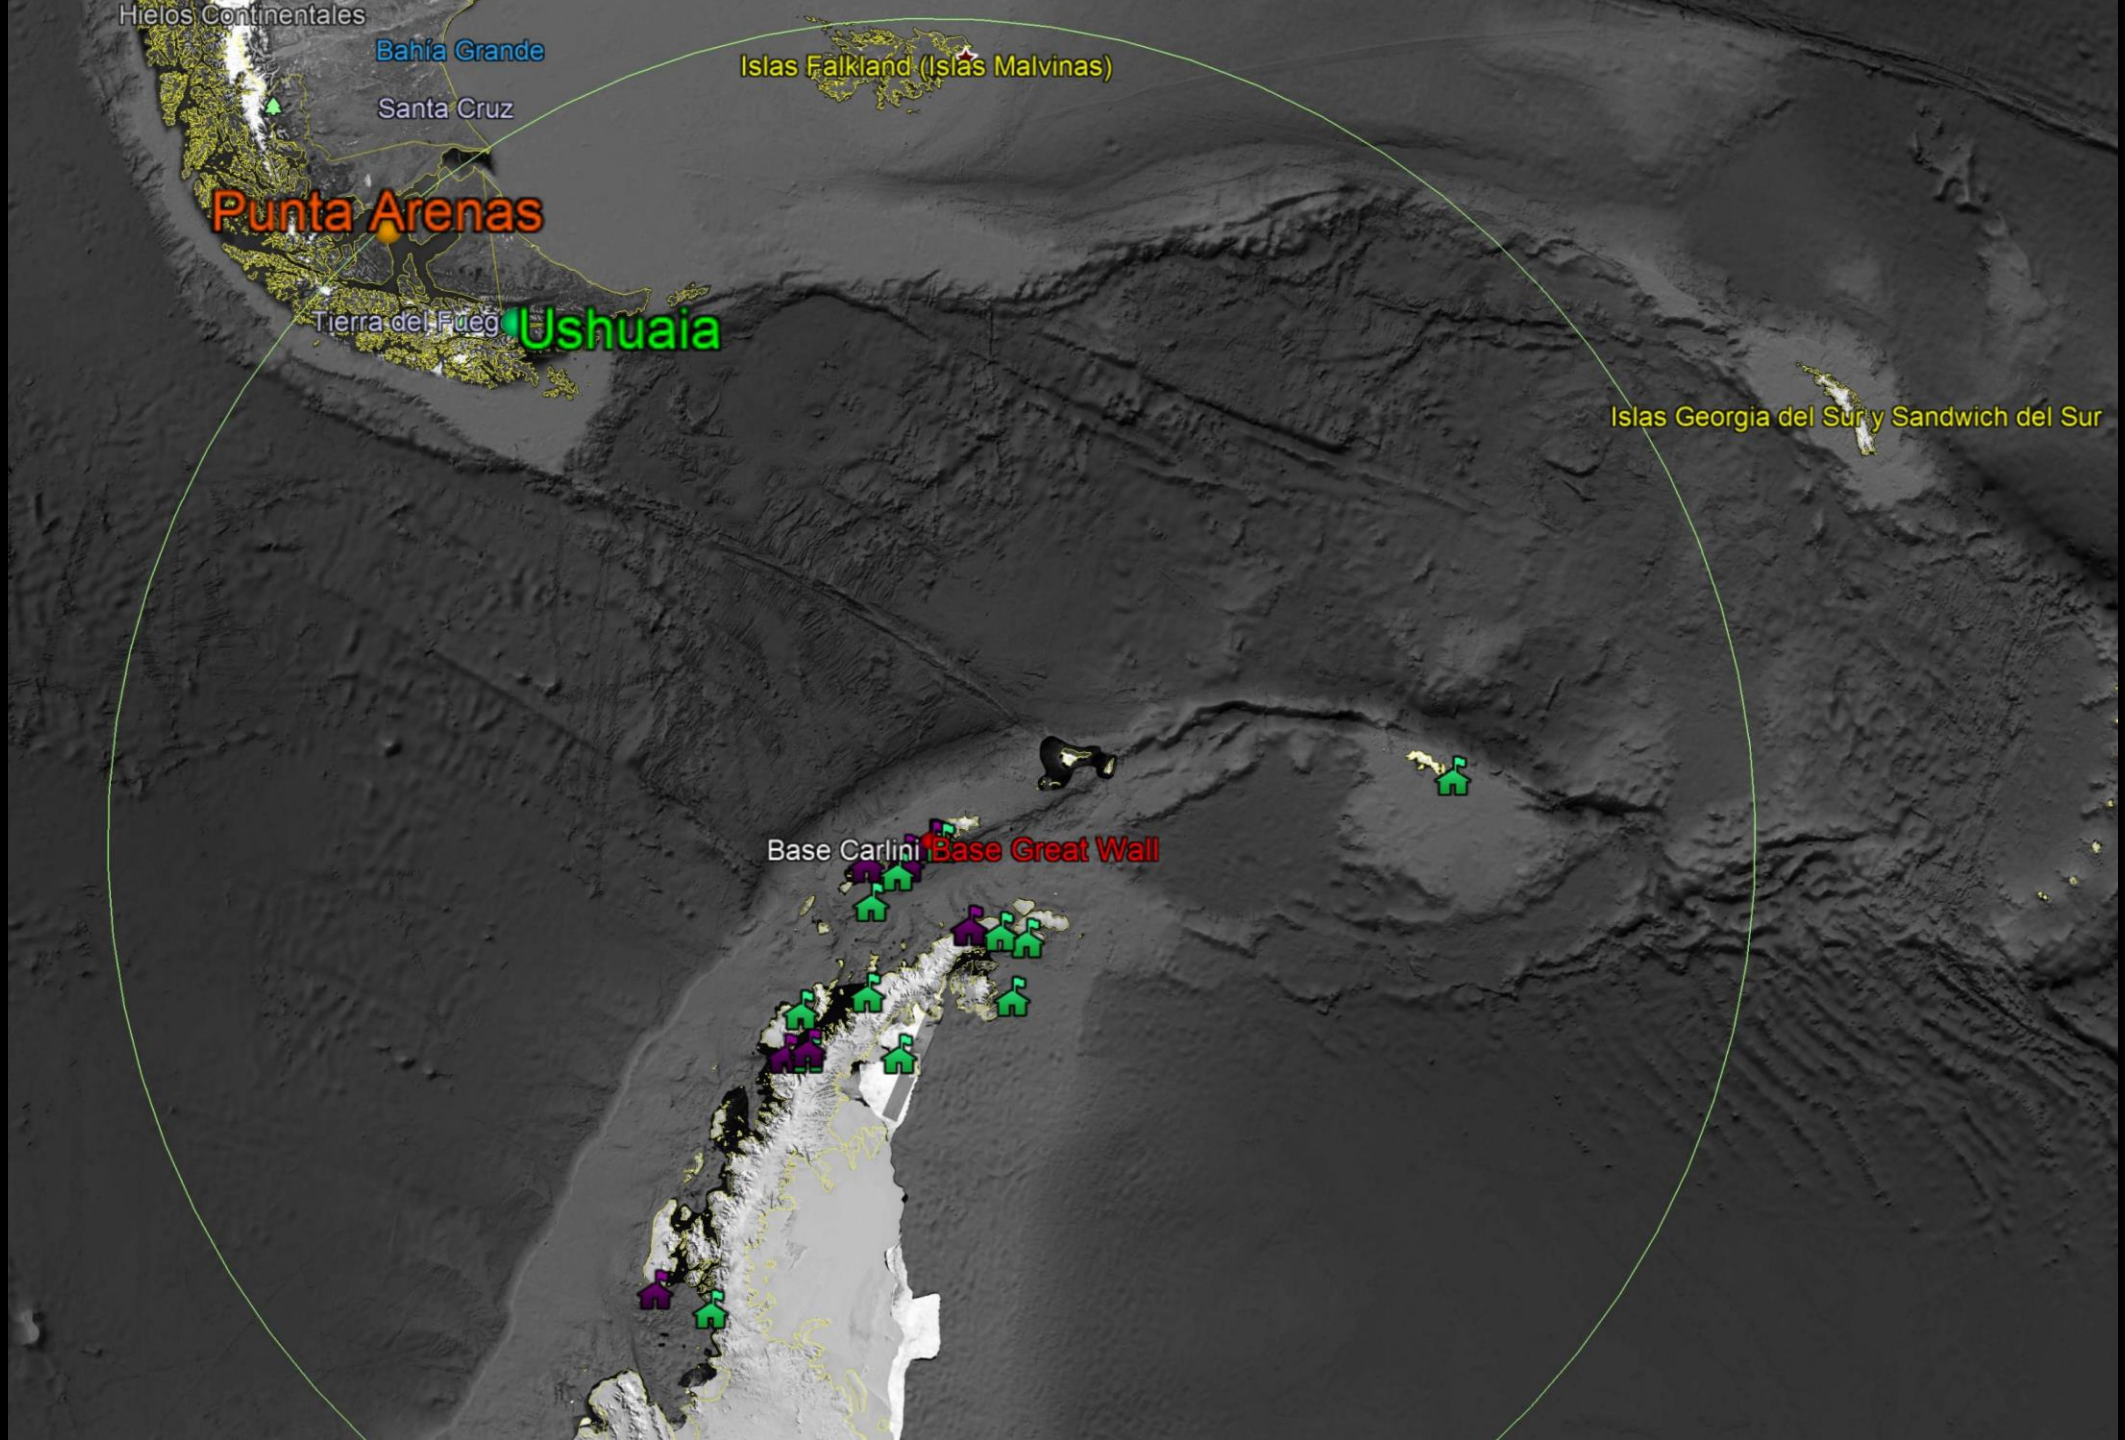 Hielos Continentales
Bahía Grande
Islas Falkland (Islas Malvinas)
Santa Cruz
Punta Arenas
Tierra del Fueg
Ushuaia
Islas Georgia del Sur y Sandwich del Sur
Base Carlini
Base Great Wall